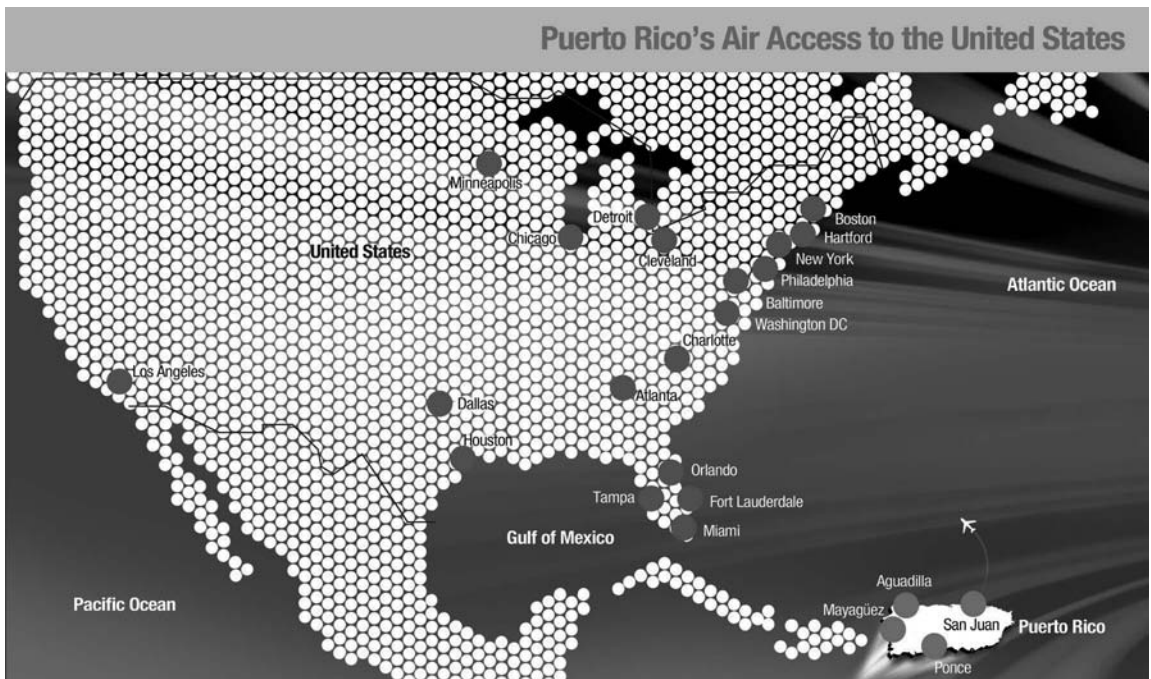 Puerto Rico's Air Access to the United States
Minneapolis
Detroit
Boston
Chicago
Hartford
United States
Cleveland
New York
Philadelphia
Atlantic Ocean
Baltimore
Washington DC
Charlotte
Los Angeles
Atlanta
Dallas
Houston
Orlando
Tampa
Fort Lauderdale
Gulf of Mexico
Miami
Aguadilla
Pacific Ocean
Mayagüez
San Juan
Puerto Rico
Ponce